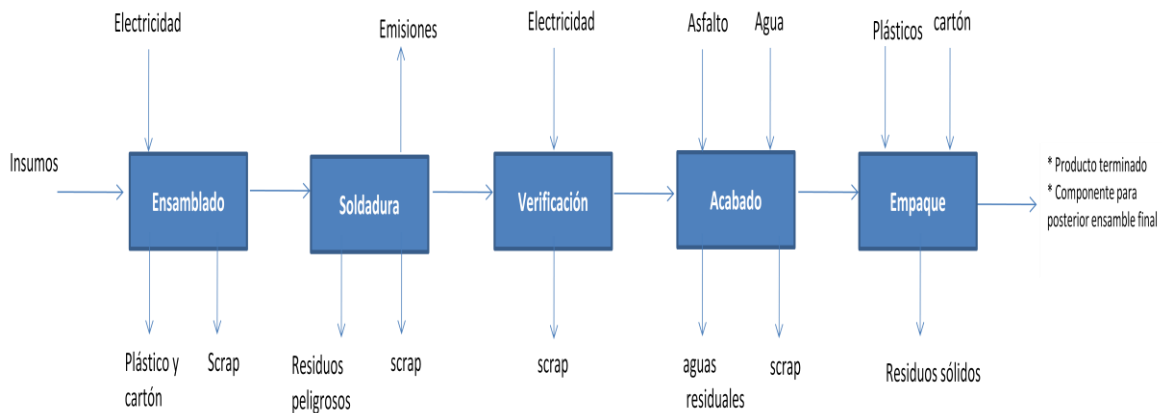 Electricidad
Emisiones
Electricidad
Asfalto
Agua
Plásticos
cartón
Insumos
Ensamblado
Soldadura
Verificación
Acabado
Empaque
* Producto terminado
* Componente para
posterior ensamble final
Plástico y
cartón
Scrap
Residuos
peligrosos
scrap
scrap
aguas
residuales
scrap
Residuos sólidos